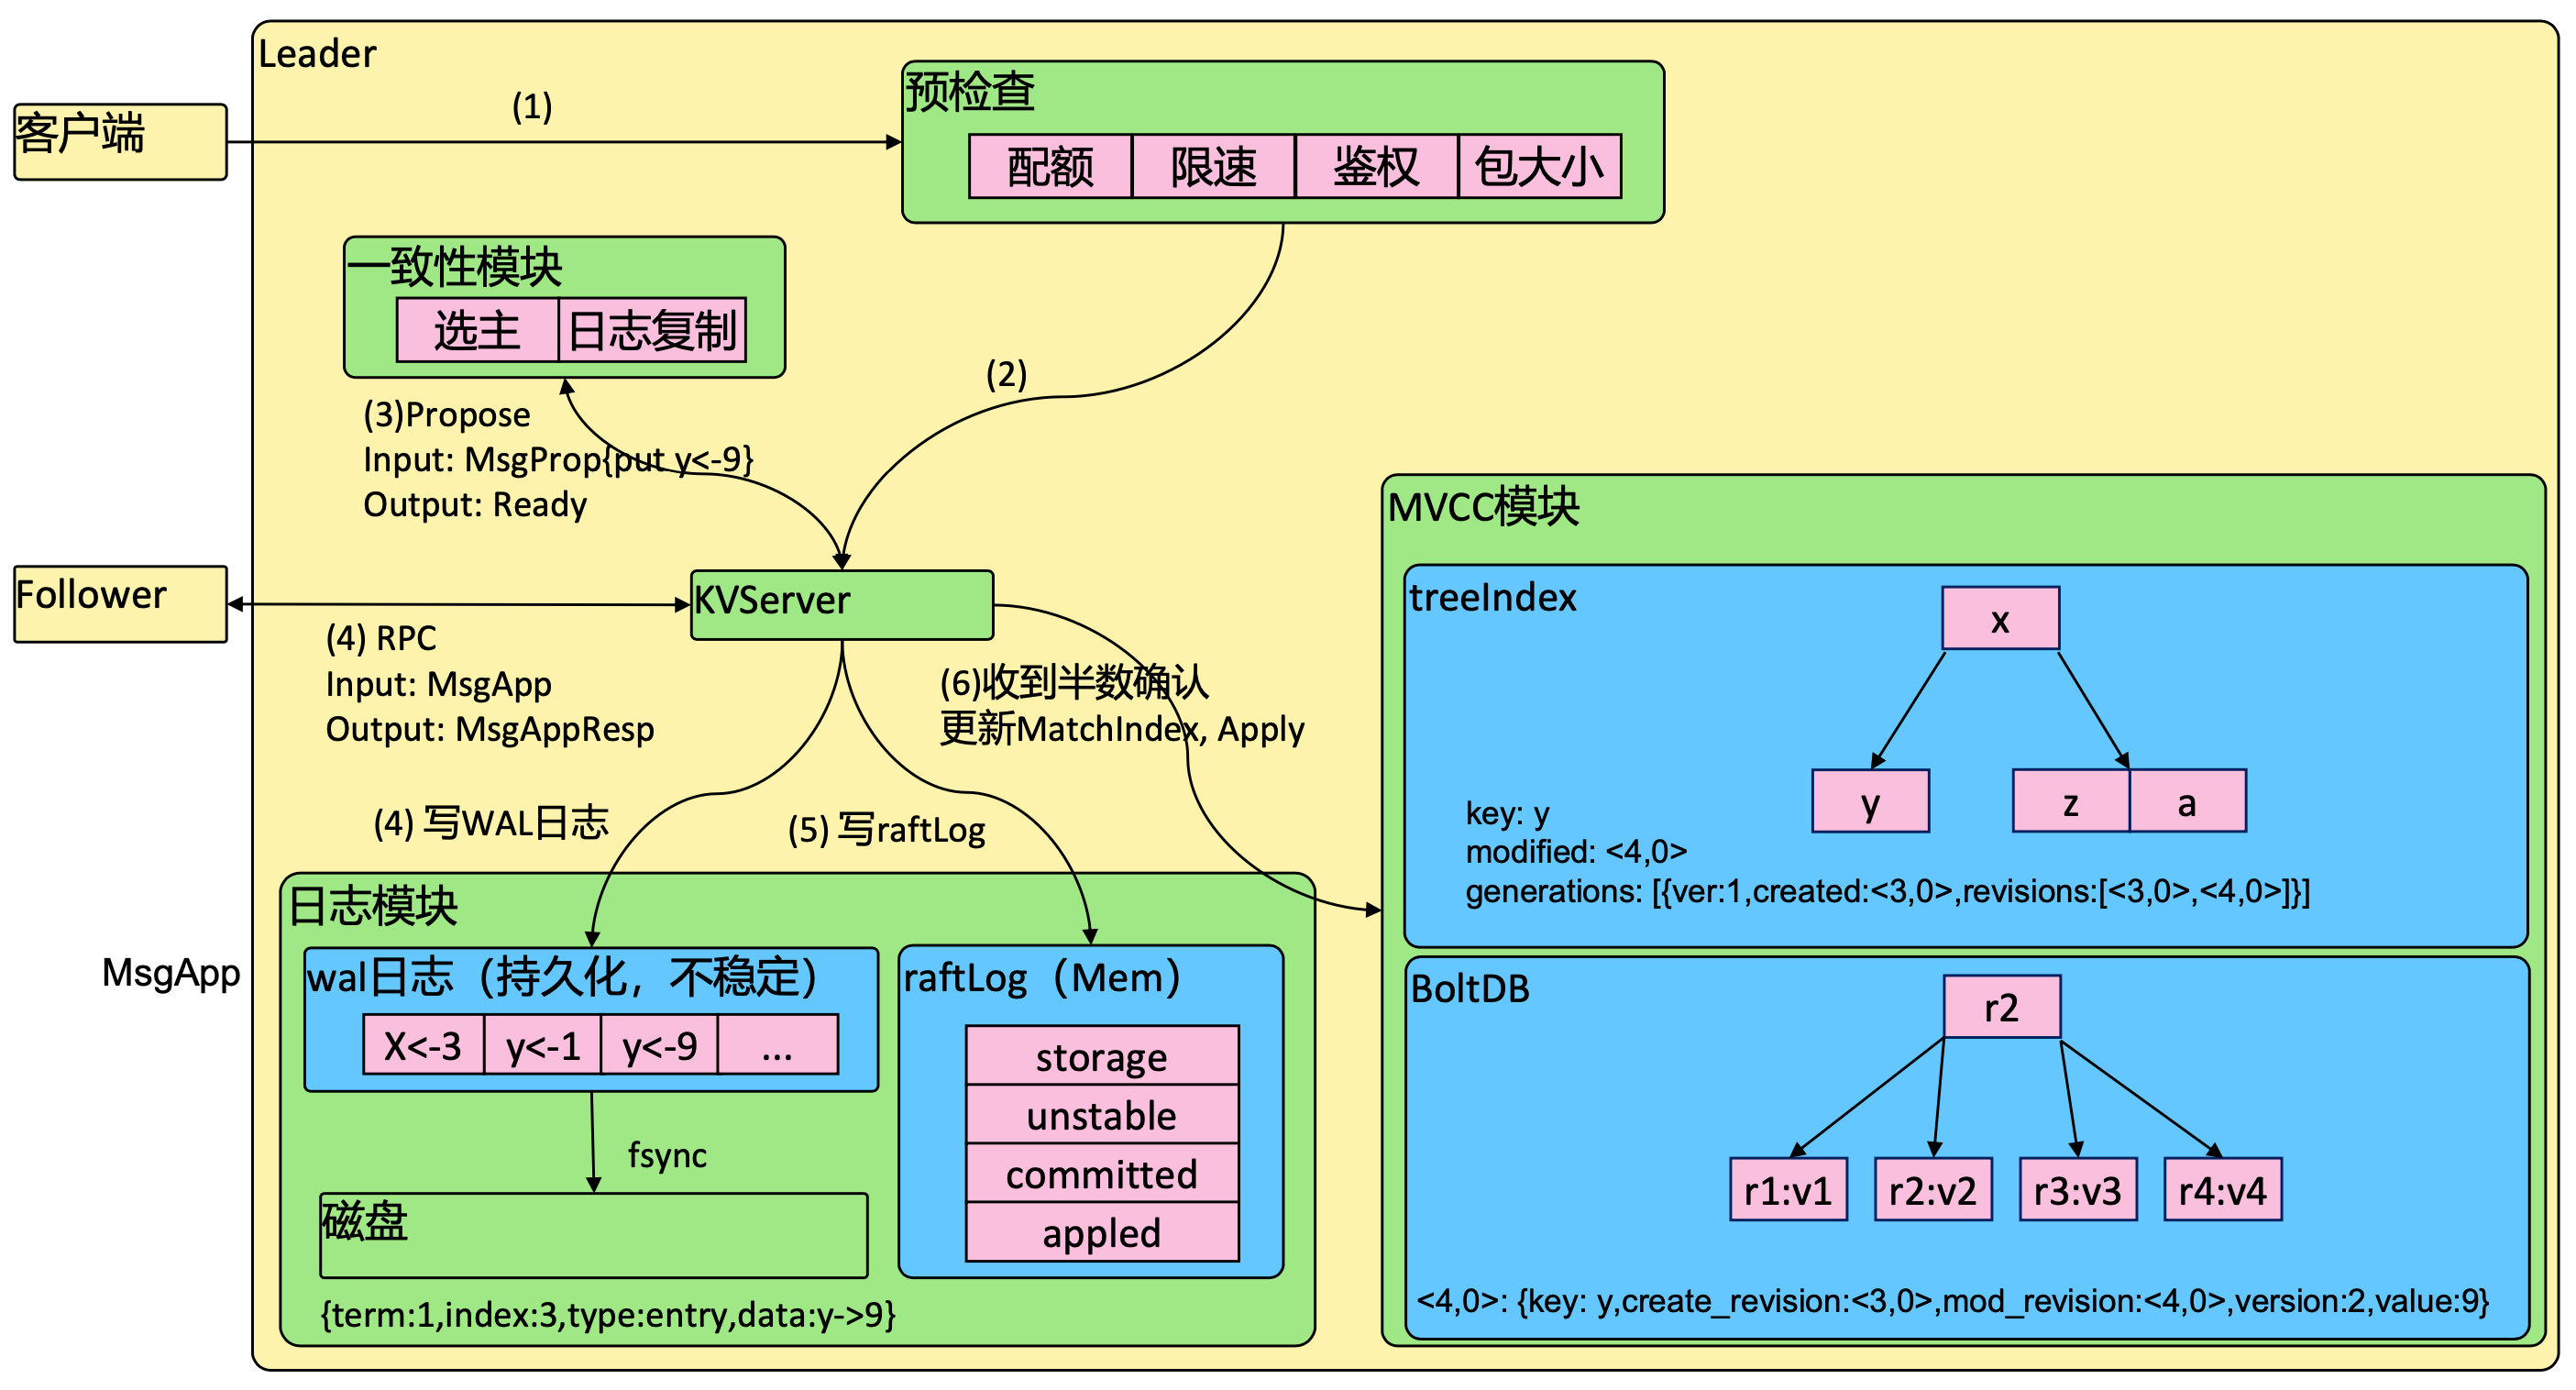 Leader
客户端
(1)
预检查
配额
限速
鉴权
包大小
一致性模块
选主
日志复制
(2)
(3)Propose
Input: MsgProp{put y<-9}
Output: Ready
Follower
KVServer
(4) RPC
Input: MsgApp
Output: MsgAppResp
(6)收到半数确认
更新MatchIndex, Apply
(4) 写WAL日志
(5) 写raftLog
日志模块
MsgApp
wal日志（持久化，不稳定）
X<-3
y<-1
y<-9
...
fsync
磁盘
{term:1,index:3,type:entry,data:y->9}
raftLog（Mem）
storage
unstable
committed
appled
MVCC模块
treeIndex
x
y
z
a
key: y
modified: <4,0>
generations: [{ver:1,created:<3,0>,revisions:[<3,0>,<4,0>]}]
BoltDB
r2
r1:v1
r2:v2
r3:v3
r4:v4
<4,0>: {key: y,create_revision:<3,0>,mod_revision:<4,0>,version:2,value:9}